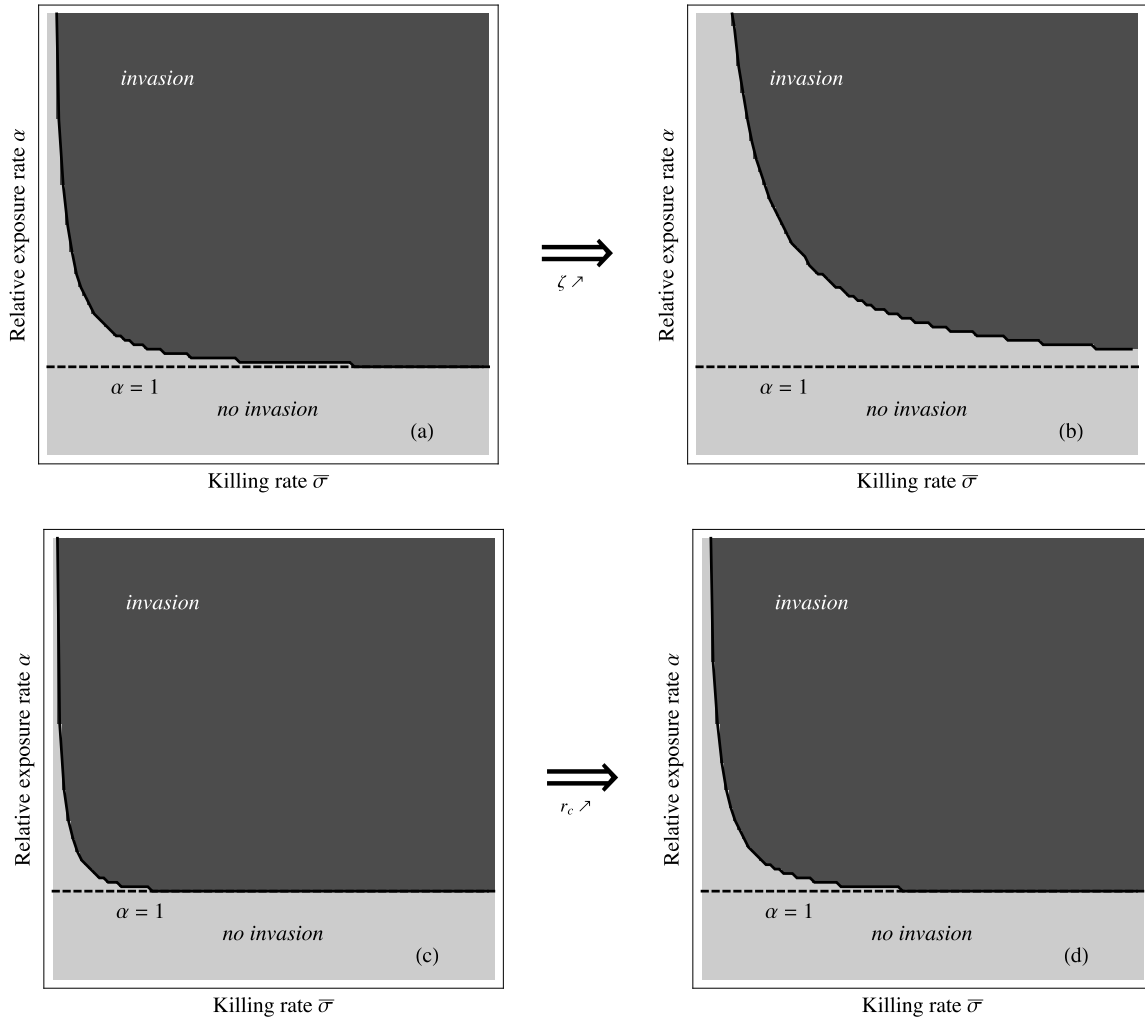 invasion
Relative exposure rate α
α = 1
no invasion
(a)
Killing rate σ̅
ζ ↗
invasion
Relative exposure rate α
α = 1
no invasion
(b)
Killing rate σ̅
invasion
Relative exposure rate α
α = 1
no invasion
(c)
Killing rate σ̅
r_c ↗
invasion
Relative exposure rate α
α = 1
no invasion
(d)
Killing rate σ̅